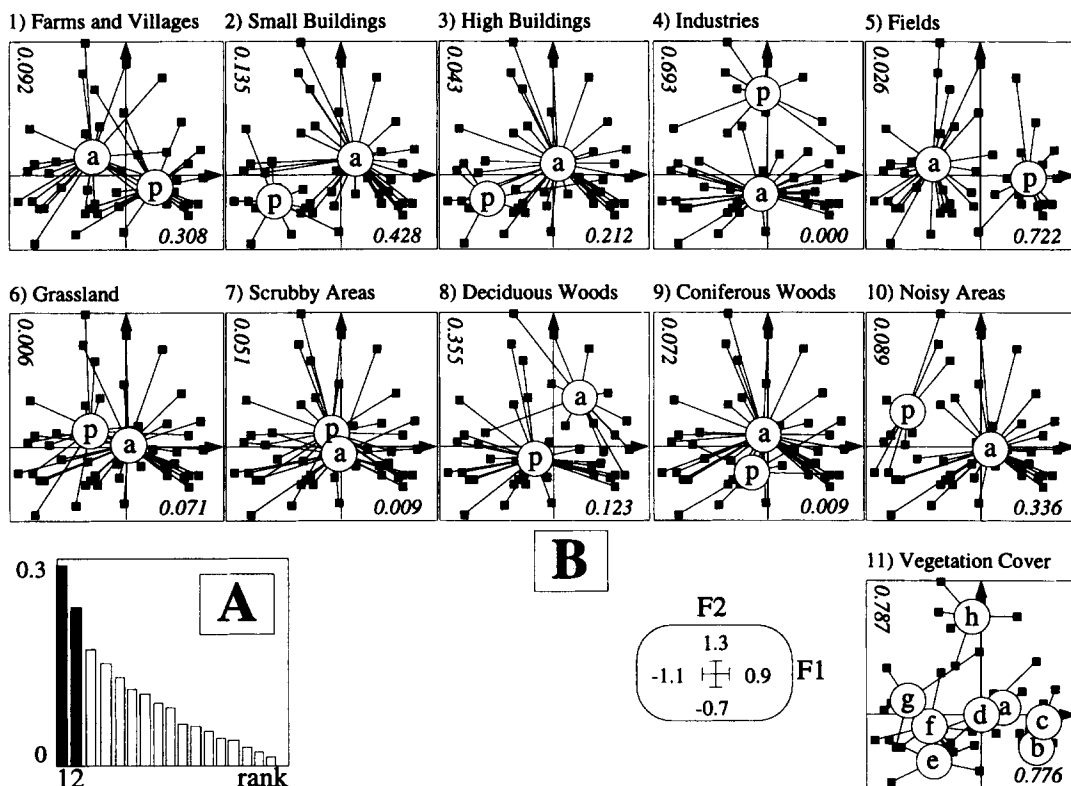 1) Farms and Villages 2) Small Buildings 3) High Buildings 4) Industries 5) Fields
0.092 0.135 0.043 0.693 0.026
p
a a a a
p p p p
a
0.308 0.428 0.212 0.000 0.722
6) Grassland 7) Scrubby Areas 8) Deciduous Woods 9) Coniferous Woods 10) Noisy Areas
0.006 0.051 0.355 0.072 0.089
a p
p p a
a a p p a
0.071 0.009 0.123 0.009 0.336
0.3 A B 11) Vegetation Cover
F2 0.787
1.3 h
-1.1 0.9 F1
-0.7 g f d a c
e b
0 0.776
12 rank